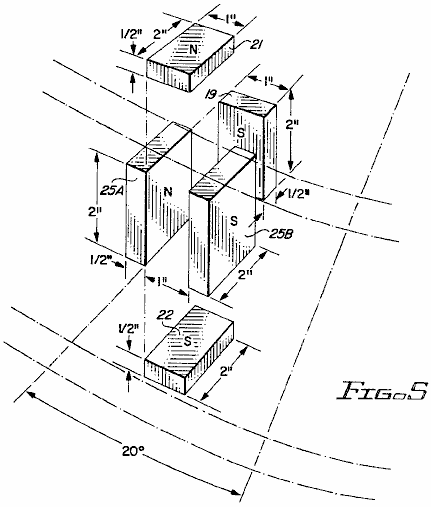 1/2" 2" 1" 21
N
19 1"
S 2"
25A N
2" S 1/2"
25B
1/2" 1" 2"
1/2" 22 S
2"
FIG. 5
20°